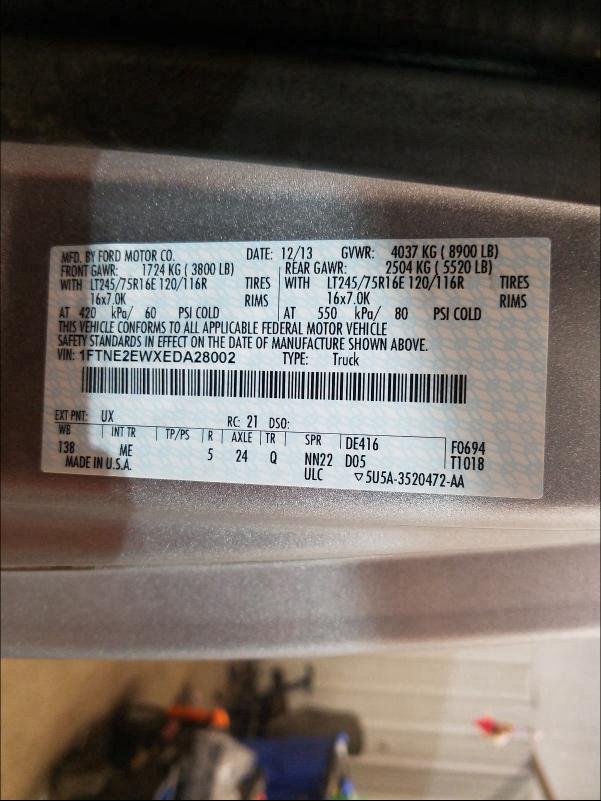 MFD. BY FORD MOTOR CO. DATE: 12/13 GVWR: 4037 KG ( 8900 LB)
FRONT GAWR: 1724 KG ( 3800 LB) REAR GAWR: 2504 KG ( 5520 LB)
WITH LT245/75R16E 120/116R TIRES WITH LT245/75R16E 120/116R TIRES
16x7.0K RIMS 16x7.0K RIMS
AT 420 kPa/ 60 PSI COLD AT 550 kPa/ 80 PSI COLD
THIS VEHICLE CONFORMS TO ALL APPLICABLE FEDERAL MOTOR VEHICLE
SAFETY STANDARDS IN EFFECT ON THE DATE OF MANUFACTURE SHOWN ABOVE.
VIN: 1FTNE2EWXEDA28002 TYPE: Truck
EXT PNT: UX RC: 21 DSO:
WB INT TR TP/PS R AXLE TR SPR DE416 F0694
138 ME 5 24 Q NN22 D05 T1018
MADE IN U.S.A. ULC ▽5U5A-3520472-AA